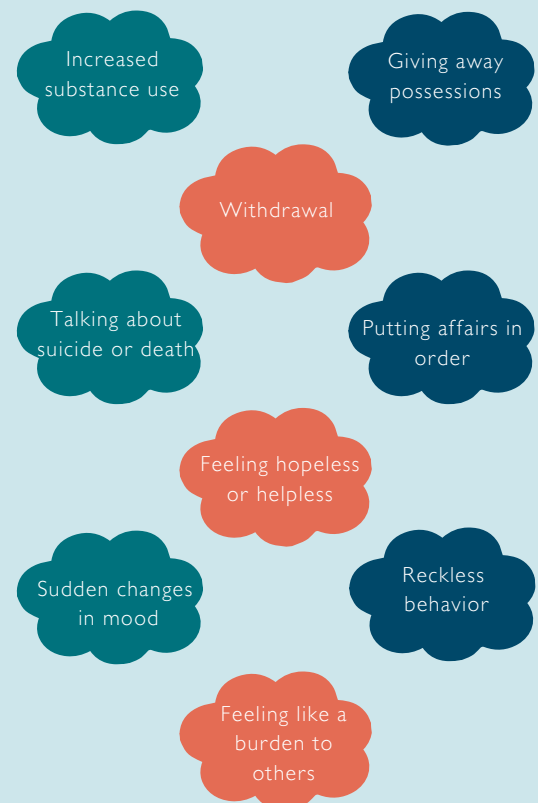 Increased
substance use
Giving away
possessions
Withdrawal
Talking about
suicide or death
Putting affairs in
order
Feeling hopeless
or helpless
Sudden changes
in mood
Reckless
behavior
Feeling like a
burden to
others